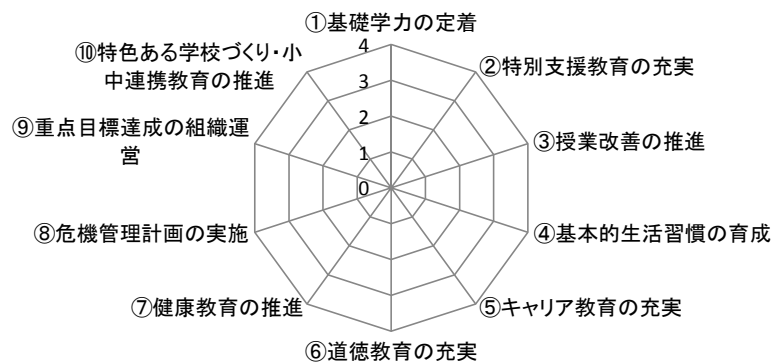 ①基礎学力の定着
⑩特色ある学校づくり・小
中連携教育の推進
②特別支援教育の充実
⑨重点目標達成の組織運
営
③授業改善の推進
⑧危機管理計画の実施
④基本的生活習慣の育成
⑦健康教育の推進
⑤キャリア教育の充実
⑥道徳教育の充実
4
3
2
1
0